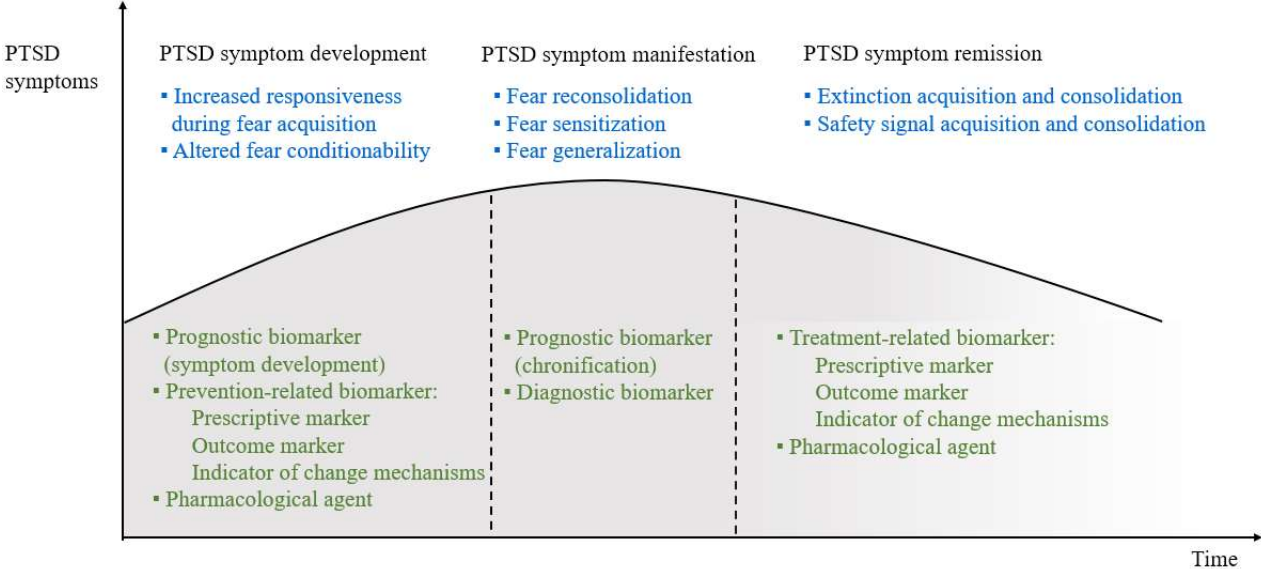 PTSD
symptoms
PTSD symptom development
▪ Increased responsiveness
during fear acquisition
▪ Altered fear conditionability
PTSD symptom manifestation
▪ Fear reconsolidation
▪ Fear sensitization
▪ Fear generalization
PTSD symptom remission
▪ Extinction acquisition and consolidation
▪ Safety signal acquisition and consolidation
▪ Prognostic biomarker
(symptom development)
▪ Prevention-related biomarker:
Prescriptive marker
Outcome marker
Indicator of change mechanisms
▪ Pharmacological agent
▪ Prognostic biomarker
(chronification)
▪ Diagnostic biomarker
▪ Treatment-related biomarker:
Prescriptive marker
Outcome marker
Indicator of change mechanisms
▪ Pharmacological agent
Time